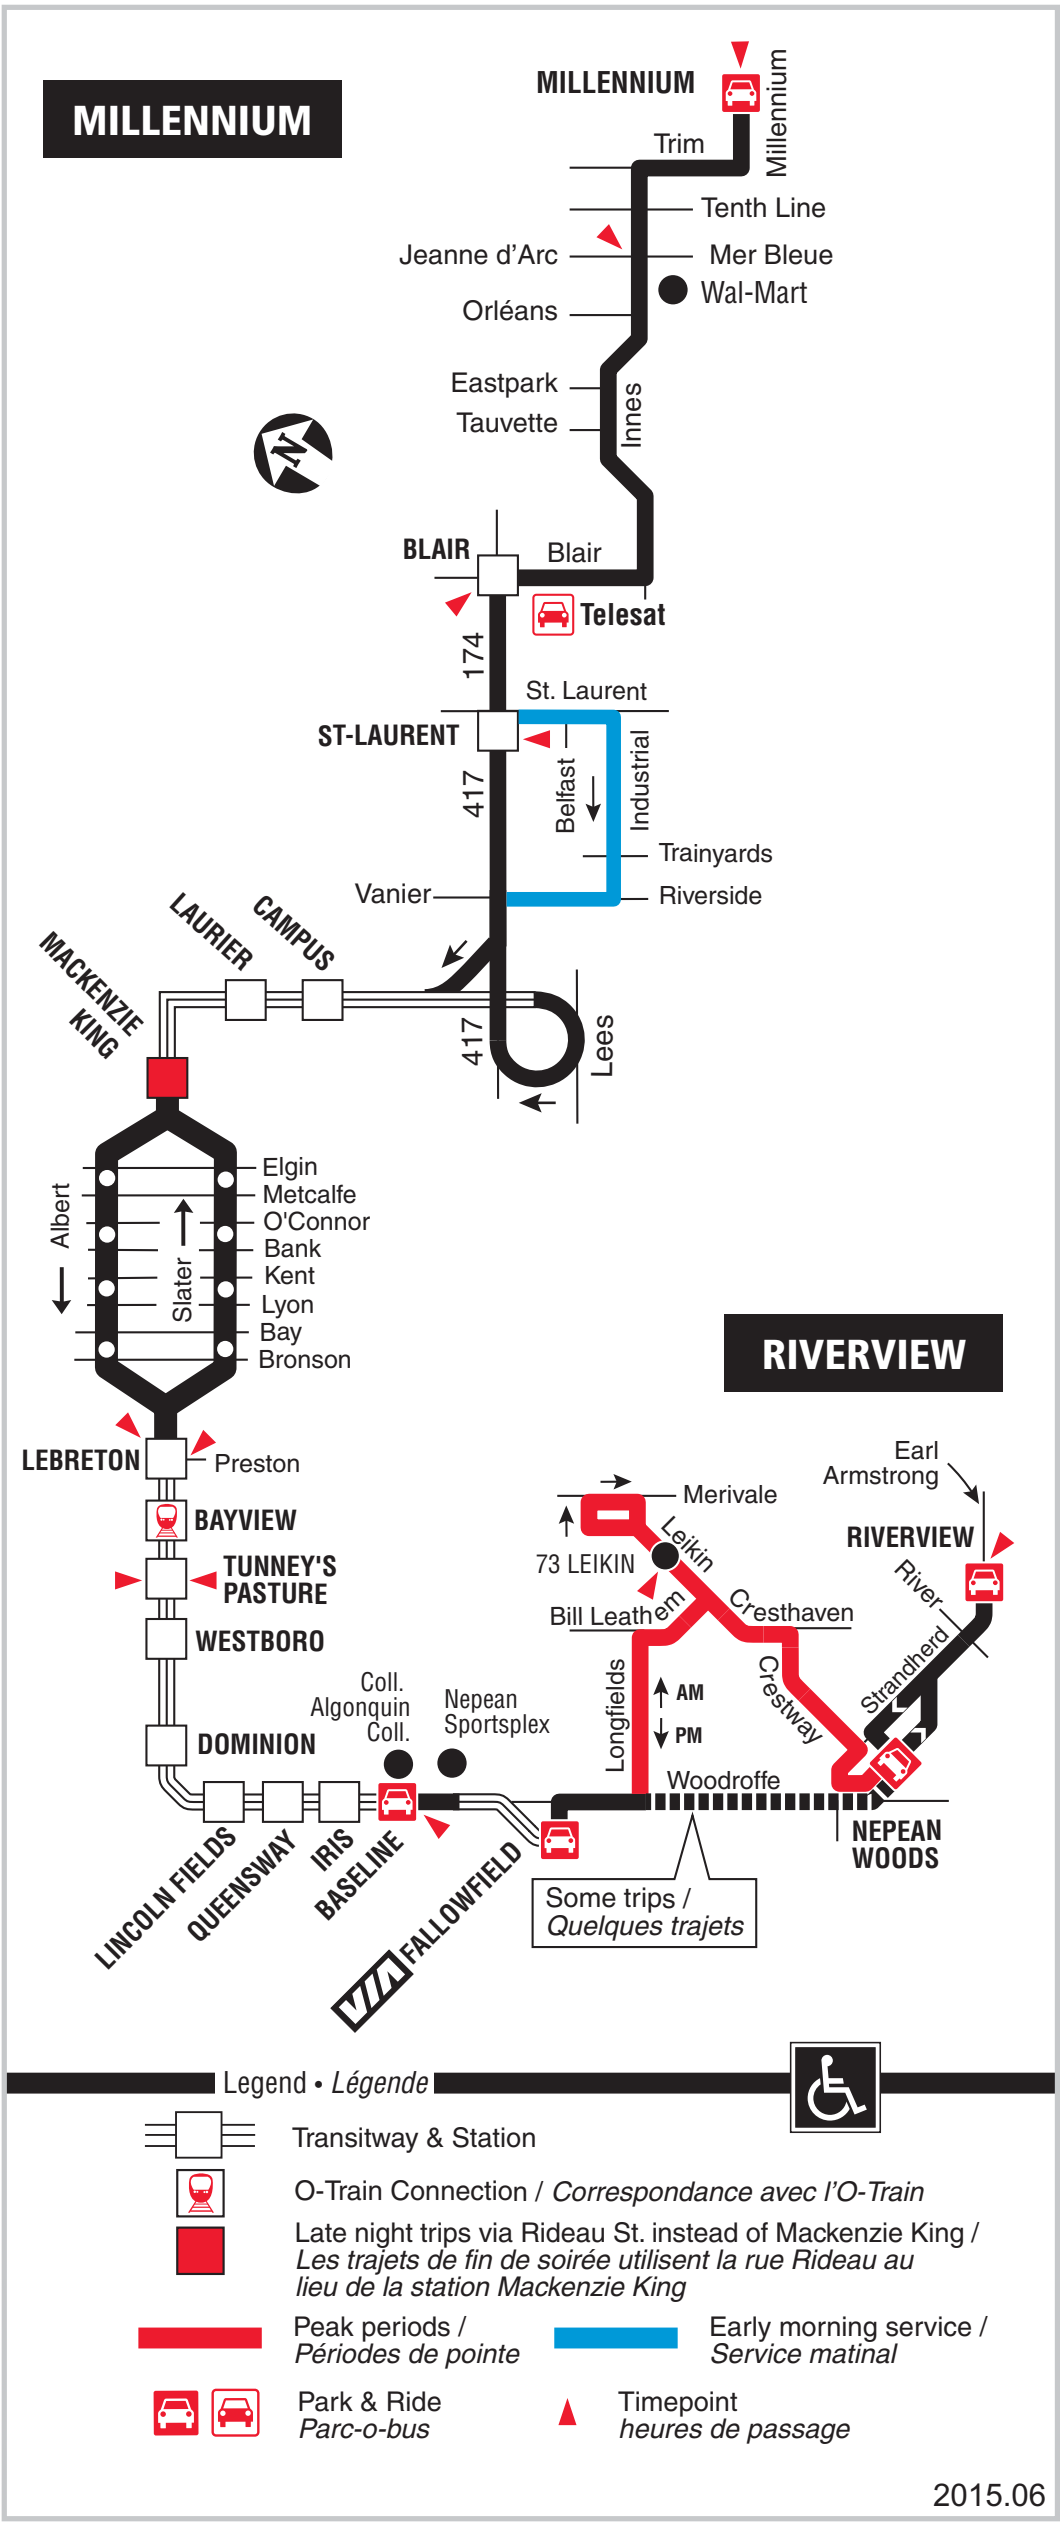 MILLENNIUM
MILLENNIUM
Millennium
Trim
Tenth Line
Jeanne d'Arc
Mer Bleue
Wal-Mart
Orléans
Eastpark
Tauvette
Innes
N
BLAIR
Blair
Telesat
174
St. Laurent
ST-LAURENT
417
Belfast
Industrial
Trainyards
Vanier
Riverside
LAURIER
CAMPUS
MACKENZIE
KING
417
Lees
Elgin
Metcalfe
O'Connor
Bank
Kent
Lyon
Bay
Bronson
Albert
Slater
LEBRETON
Preston
BAYVIEW
TUNNEY'S
PASTURE
WESTBORO
DOMINION
Coll.
Algonquin
Coll.
Nepean
Sportsplex
LINCOLN FIELDS
QUEENSWAY
IRIS
BASELINE
VIA FALLOWFIELD
RIVERVIEW
Earl
Armstrong
RIVERVIEW
River
Strandherd
Merivale
Leikin
73 LEIKIN
Bill Leathem
Cresthaven
Crestway
Longfields
AM
PM
Woodroffe
NEPEAN
WOODS
Some trips /
Quelques trajets
Legend • Légende
Transitway & Station
O-Train Connection / Correspondance avec l'O-Train
Late night trips via Rideau St. instead of Mackenzie King /
Les trajets de fin de soirée utilisent la rue Rideau au
lieu de la station Mackenzie King
Peak periods /
Périodes de pointe
Early morning service /
Service matinal
Park & Ride
Parc-o-bus
Timepoint
heures de passage
2015.06